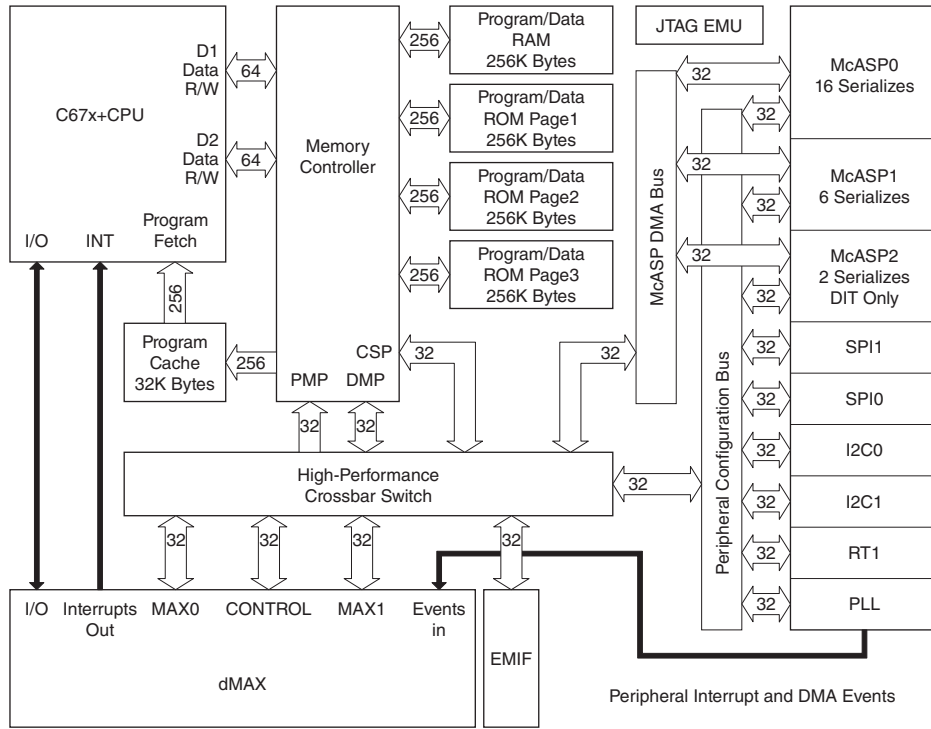 C67x+CPU
D1
Data
R/W
64
D2
Data
R/W
64
I/O
INT
Program
Fetch
256
Program
Cache
32K Bytes
256
Memory
Controller
CSP
32
PMP
DMP
32
32
256
Program/Data
RAM
256K Bytes
256
Program/Data
ROM Page1
256K Bytes
256
Program/Data
ROM Page2
256K Bytes
256
Program/Data
ROM Page3
256K Bytes
JTAG EMU
McASP DMA Bus
32
Peripheral Configuration Bus
32
32
McASP0
16 Serializes
32
32
McASP1
6 Serializes
32
32
McASP2
2 Serializes
DIT Only
32
SPI1
32
SPI0
32
I2C0
32
I2C1
32
RT1
32
PLL
32
High-Performance
Crossbar Switch
32
32
32
32
I/O
Interrupts
Out
MAX0
CONTROL
MAX1
Events
in
dMAX
EMIF
Peripheral Interrupt and DMA Events